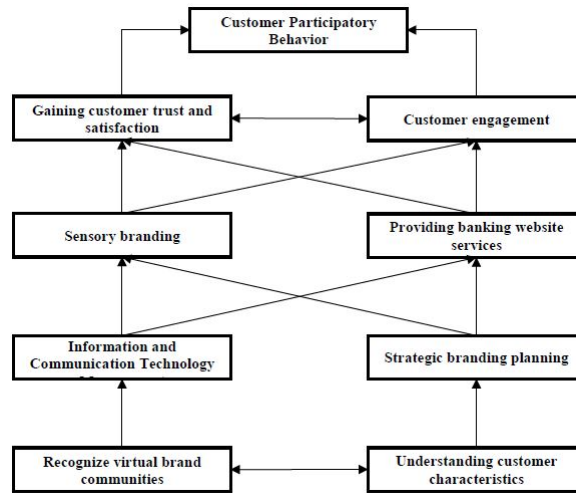 Customer Participatory
Behavior
Gaining customer trust and
satisfaction
Customer engagement
Sensory branding
Providing banking website
services
Information and
Communication Technology
Strategic branding planning
Recognize virtual brand
communities
Understanding customer
characteristics